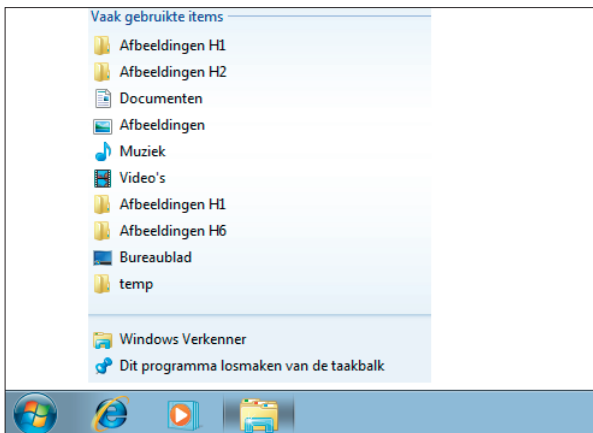 Vaak gebruikte items
Afbeeldingen H1
Afbeeldingen H2
Documenten
Afbeeldingen
Muziek
Video's
Afbeeldingen H1
Afbeeldingen H6
Bureaublad
temp
Windows Verkenner
Dit programma losmaken van de taakbalk